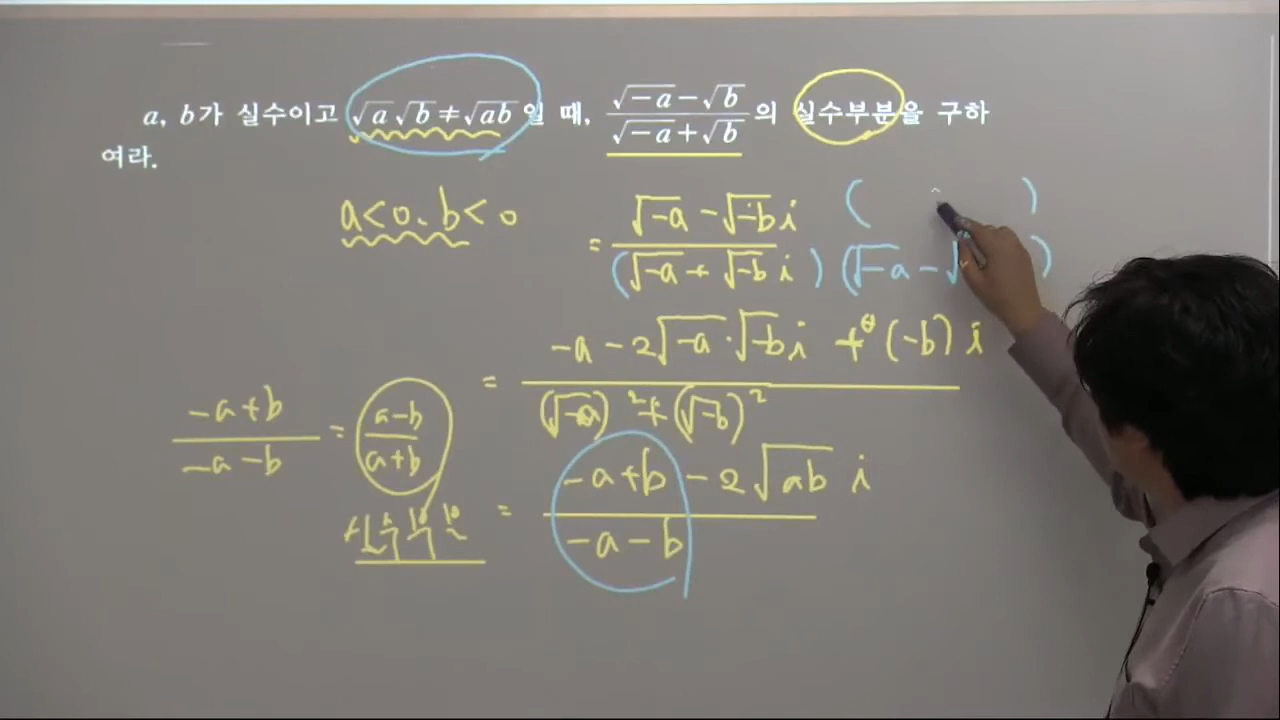 a, b가 실수이고 √a √b ≠ √ab 일 때, (√-a - √b)/(√-a + √b) 의 실수부분을 구하
여라.
a<0, b<0
= (√-a - √-b i)/(√-a + √-b i) ( )
(√-a - √ )
= (-a - 2√-a · √-b i + (-b) i)/((√-a)² + (√-b)²)
(-a+b)/(-a-b) = (a-b)/(a+b)
실수부분
= (-a+b - 2√ab i)/(-a-b)